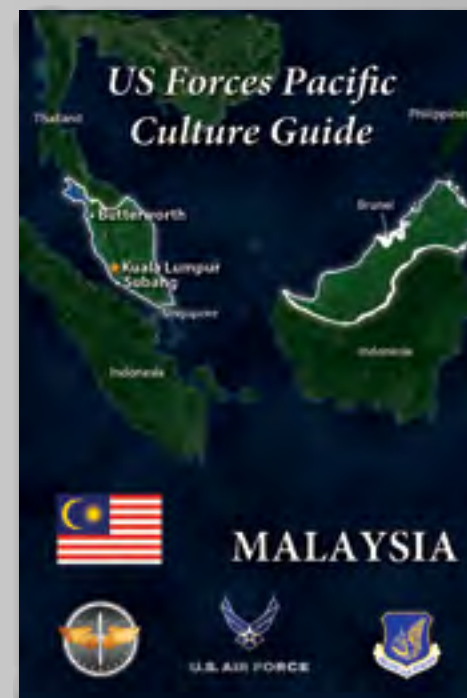 US Forces Pacific
Culture Guide
Thailand
Philippines
Butterworth
Brunei
Kuala Lumpur
Subang
Singapore
Indonesia
Indonesia
MALAYSIA
U.S. AIR FORCE